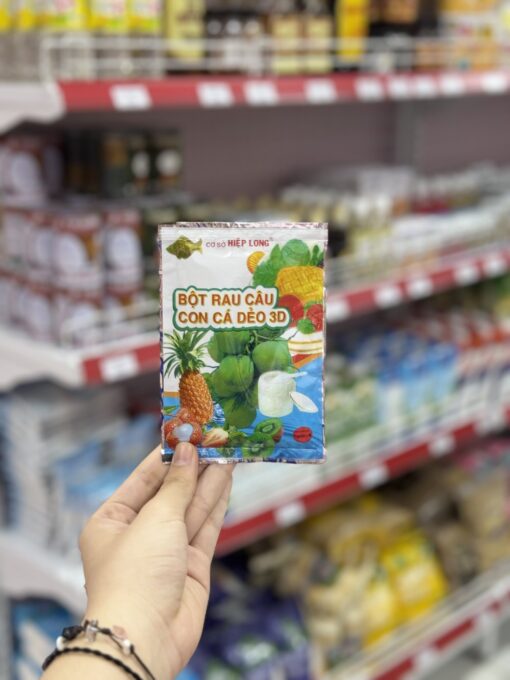 CƠ SỞ HIỆP LONG
BỘT RAU CÂU
CON CÁ DẺO 3D